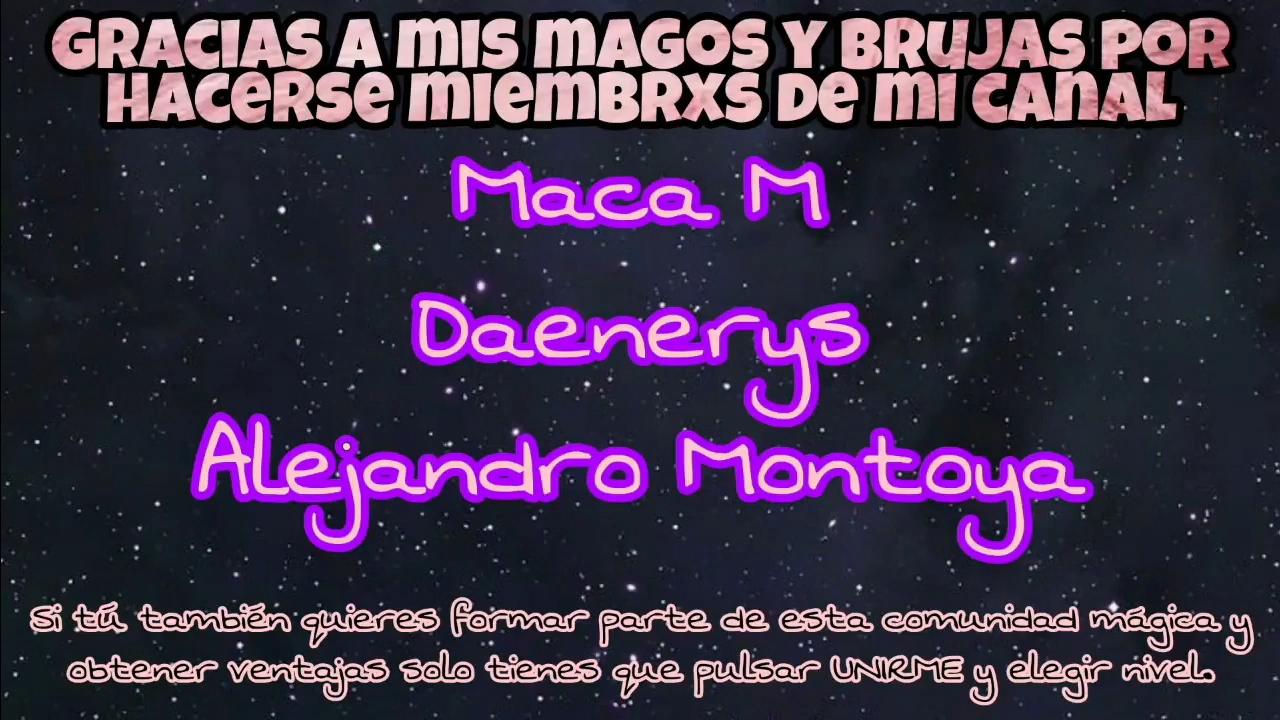 GRACIAS A MIS MAGOS Y BRUJAS POR
HACERSE MIEMBRXS DE MI CANAL
Maca M
Daenerys
Alejandro Montoya
Si tú también quieres formar parte de esta comunidad mágica y
obtener ventajas solo tienes que pulsar UNIRME y elegir nivel.